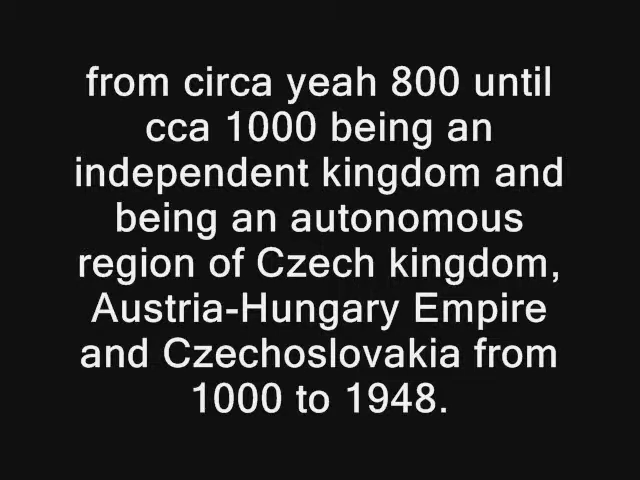 from circa yeah 800 until
cca 1000 being an
independent kingdom and
being an autonomous
region of Czech kingdom,
Austria-Hungary Empire
and Czechoslovakia from
1000 to 1948.